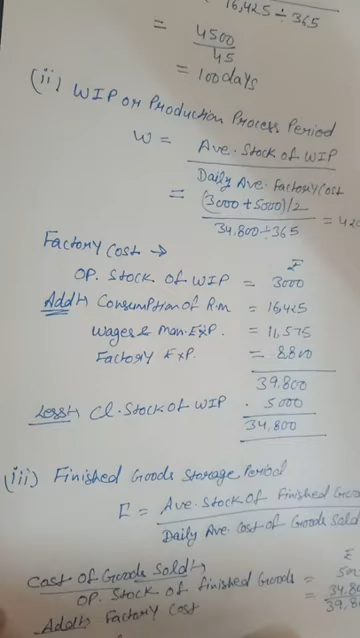 16,425 ÷ 365
= 4500
45
= 100 days
(ii) WIP or Production Process Period
W = Ave. Stock of WIP
Daily Ave. Factory Cost
= (3000 + 5000)/2
34,800 ÷ 365
Factory Cost →
₹
OP. Stock of WIP = 3000
Add:→ Consumption of R.m = 16,425
Wages & Man. Exp. = 11,575
Factory Exp. = 8,800
39,800
Less:→ Cl. Stock of WIP . 5000
34,800
(iii) Finished Goods Storage Period
F = Ave. Stock of Finished
Daily Ave. Cost of Goods Sold
₹
Cost of Goods Sold:→
OP. Stock of Finished Goods =
Add:→ Factory Cost =